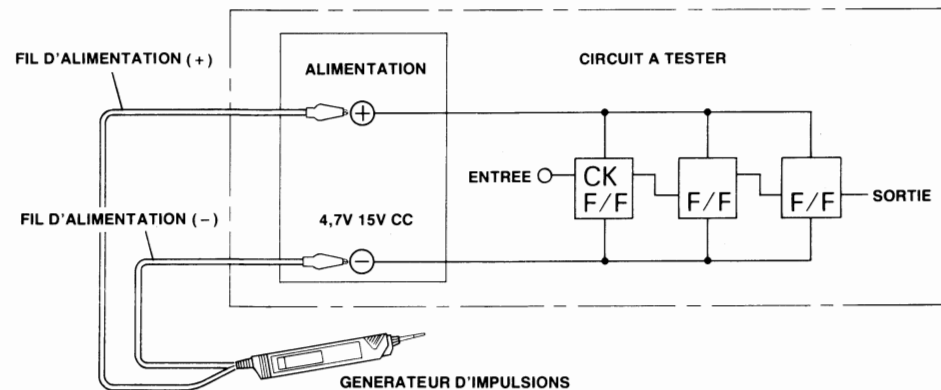 FIL D'ALIMENTATION (+)
ALIMENTATION
CIRCUIT A TESTER
+
ENTREE
CK
F/F
F/F
F/F
SORTIE
FIL D'ALIMENTATION (−)
4,7V 15V CC
−
GENERATEUR D'IMPULSIONS